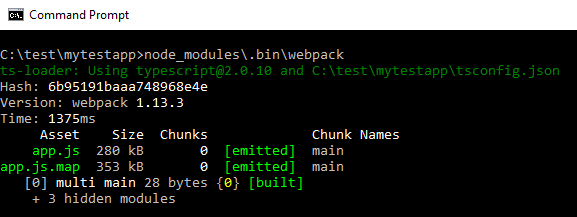 Command Prompt
C:\test\mytestapp>node_modules\.bin\webpack
ts-loader: Using typescript@2.0.10 and C:\test\mytestapp\tsconfig.json
Hash: 6b95191baaa748968e4e
Version: webpack 1.13.3
Time: 1375ms
Asset Size Chunks Chunk Names
app.js 280 kB 0 [emitted] main
app.js.map 353 kB 0 [emitted] main
[0] multi main 28 bytes {0} [built]
+ 3 hidden modules